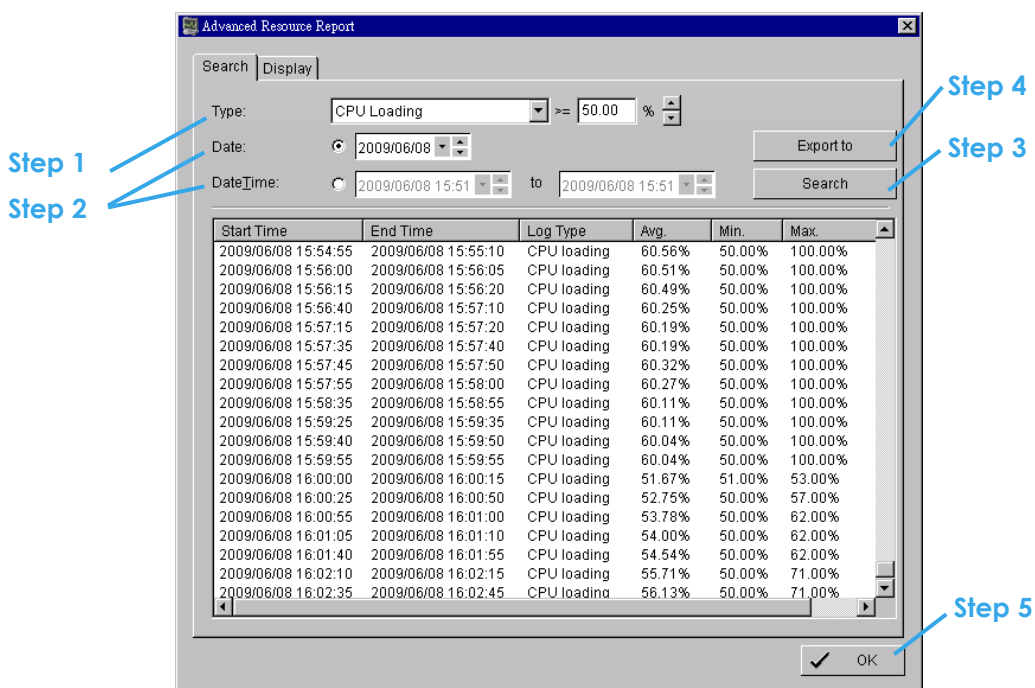 Advanced Resource Report
Search Display
Step 4
Type: CPU Loading >= 50.00 %
Step 1
Date: 2009/06/08 Export to
Step 3
DateTime: 2009/06/08 15:51 to 2009/06/08 15:51 Search
Step 2
Start Time End Time Log Type Avg. Min. Max.
2009/06/08 15:54:55 2009/06/08 15:55:10 CPU loading 60.56% 50.00% 100.00%
2009/06/08 15:56:00 2009/06/08 15:56:05 CPU loading 60.51% 50.00% 100.00%
2009/06/08 15:56:15 2009/06/08 15:56:20 CPU loading 60.49% 50.00% 100.00%
2009/06/08 15:56:40 2009/06/08 15:57:10 CPU loading 60.25% 50.00% 100.00%
2009/06/08 15:57:15 2009/06/08 15:57:20 CPU loading 60.19% 50.00% 100.00%
2009/06/08 15:57:35 2009/06/08 15:57:40 CPU loading 60.19% 50.00% 100.00%
2009/06/08 15:57:45 2009/06/08 15:57:50 CPU loading 60.32% 50.00% 100.00%
2009/06/08 15:57:55 2009/06/08 15:58:00 CPU loading 60.27% 50.00% 100.00%
2009/06/08 15:58:35 2009/06/08 15:58:55 CPU loading 60.11% 50.00% 100.00%
2009/06/08 15:59:25 2009/06/08 15:59:35 CPU loading 60.11% 50.00% 100.00%
2009/06/08 15:59:40 2009/06/08 15:59:50 CPU loading 60.04% 50.00% 100.00%
2009/06/08 15:59:55 2009/06/08 15:59:55 CPU loading 60.04% 50.00% 100.00%
2009/06/08 16:00:00 2009/06/08 16:00:15 CPU loading 51.67% 51.00% 53.00%
2009/06/08 16:00:25 2009/06/08 16:00:50 CPU loading 52.75% 50.00% 57.00%
2009/06/08 16:00:55 2009/06/08 16:01:00 CPU loading 53.78% 50.00% 62.00%
2009/06/08 16:01:05 2009/06/08 16:01:10 CPU loading 54.00% 50.00% 62.00%
2009/06/08 16:01:40 2009/06/08 16:01:55 CPU loading 54.54% 50.00% 62.00%
2009/06/08 16:02:10 2009/06/08 16:02:15 CPU loading 55.71% 50.00% 71.00%
2009/06/08 16:02:35 2009/06/08 16:02:45 CPU loading 56.13% 50.00% 71.00%
Step 5
OK